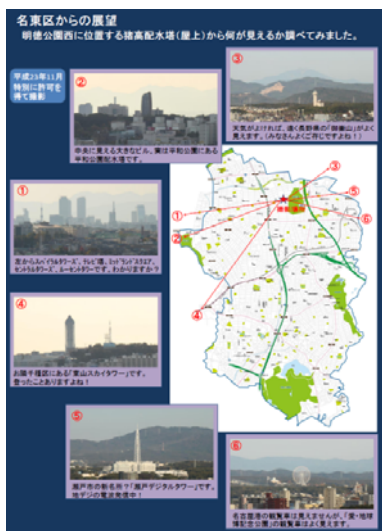 名東区からの展望
明徳公園西に位置する猪高配水塔(屋上)から何が見えるか調べてみました。
平成23年11月
特別に許可を
得て撮影
②
中央に見える大きなビル、実は平和公園にある
平和公園配水塔です。
③
天気がよければ、遠く長野県の「御嶽山」がよく
見えます。(みなさんよくご存じですよね!)
①
左からスパイラルタワーズ、テレビ塔、ミッドランドスクエア、
セントラルタワーズ、ルーセントタワーです。わかりますか?
④
お隣千種区にある「東山スカイタワー」です。
登ったことありますよね!
⑤
瀬戸市の新名所?「瀬戸デジタルタワー」です。
地デジの電波発信中!
⑥
名古屋港の観覧車は見えませんが、「愛・地球
博記念公園」の観覧車はよく見えます。
③
⑤
①
⑥
②
④